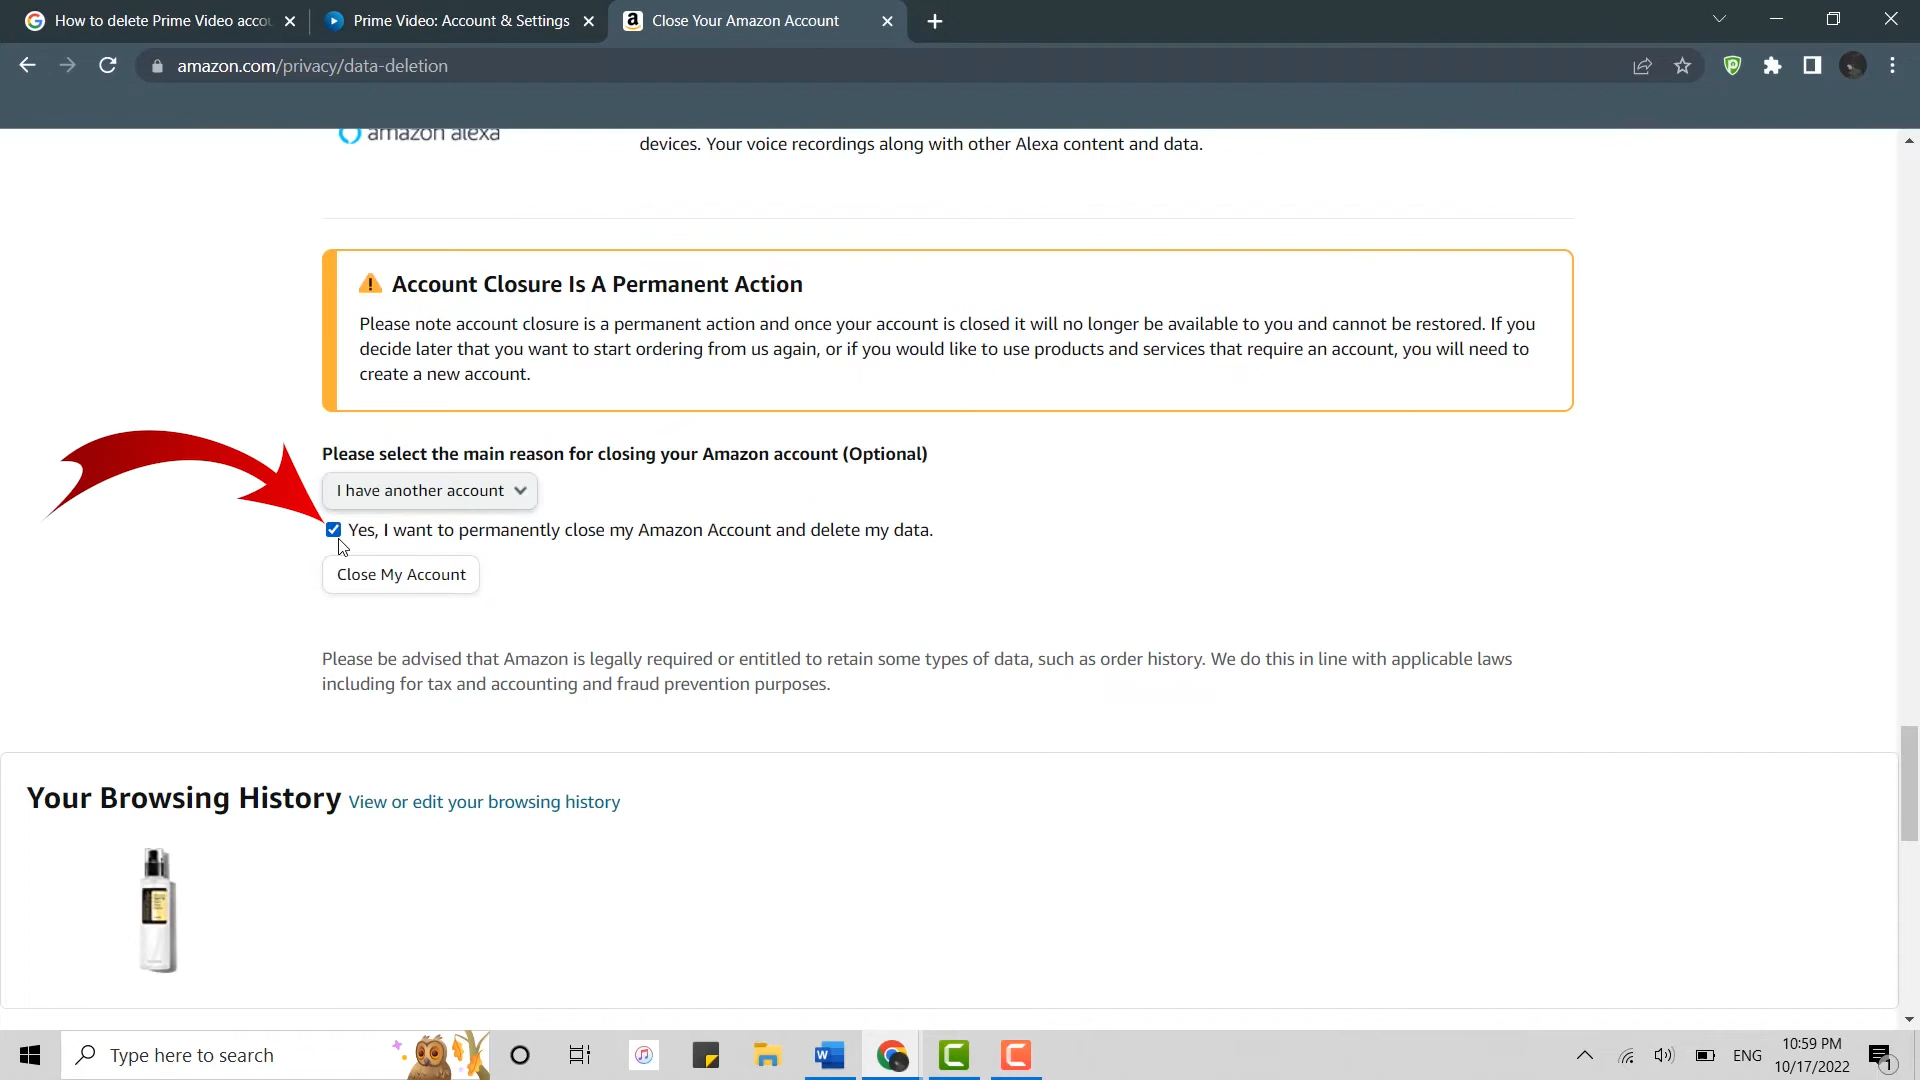 How to delete Prime Video accou
Prime Video: Account & Settings
Close Your Amazon Account
amazon.com/privacy/data-deletion
amazon alexa
devices. Your voice recordings along with other Alexa content and data.
Account Closure Is A Permanent Action
Please note account closure is a permanent action and once your account is closed it will no longer be available to you and cannot be restored. If you
decide later that you want to start ordering from us again, or if you would like to use products and services that require an account, you will need to
create a new account.
Please select the main reason for closing your Amazon account (Optional)
I have another account
Yes, I want to permanently close my Amazon Account and delete my data.
Close My Account
Please be advised that Amazon is legally required or entitled to retain some types of data, such as order history. We do this in line with applicable laws
including for tax and accounting and fraud prevention purposes.
Your Browsing History View or edit your browsing history
Type here to search
ENG
10:59 PM
10/17/2022
1